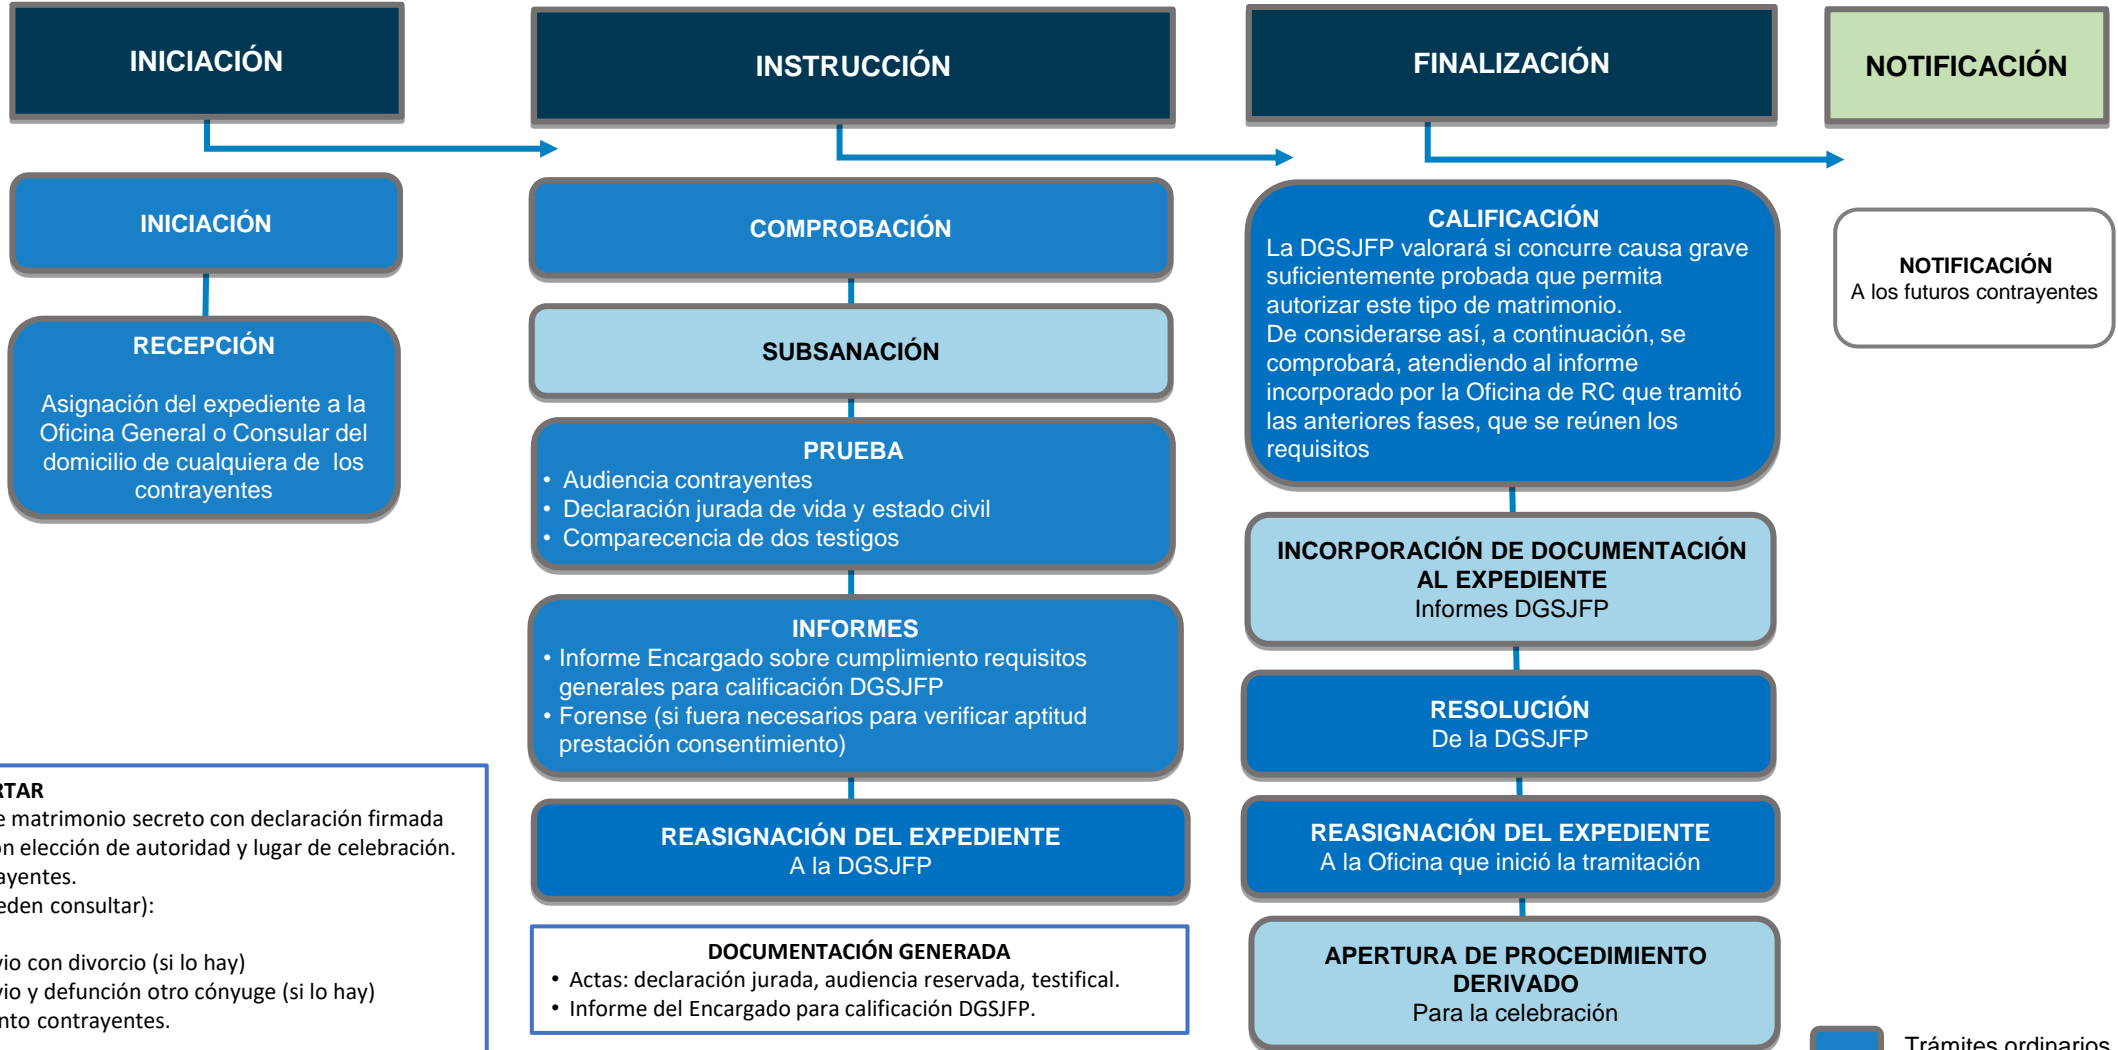 INICIACIÓN
INICIACIÓN
RECEPCIÓN
Asignación del expediente a la
Oficina General o Consular del
domicilio de cualquiera de los
contrayentes
RTAR
e matrimonio secreto con declaración firmada
ón elección de autoridad y lugar de celebración.
ayentes.
eden consultar):
vio con divorcio (si lo hay)
vio y defunción otro cónyuge (si lo hay)
nto contrayentes.
INSTRUCCIÓN
COMPROBACIÓN
SUBSANACIÓN
PRUEBA
• Audiencia contrayentes
• Declaración jurada de vida y estado civil
• Comparecencia de dos testigos
INFORMES
• Informe Encargado sobre cumplimiento requisitos
generales para calificación DGSJFP
• Forense (si fuera necesarios para verificar aptitud
prestación consentimiento)
REASIGNACIÓN DEL EXPEDIENTE
A la DGSJFP
DOCUMENTACIÓN GENERADA
• Actas: declaración jurada, audiencia reservada, testifical.
• Informe del Encargado para calificación DGSJFP.
FINALIZACIÓN
CALIFICACIÓN
La DGSJFP valorará si concurre causa grave
suficientemente probada que permita
autorizar este tipo de matrimonio.
De considerarse así, a continuación, se
comprobará, atendiendo al informe
incorporado por la Oficina de RC que tramitó
las anteriores fases, que se reúnen los
requisitos
INCORPORACIÓN DE DOCUMENTACIÓN
AL EXPEDIENTE
Informes DGSJFP
RESOLUCIÓN
De la DGSJFP
REASIGNACIÓN DEL EXPEDIENTE
A la Oficina que inició la tramitación
APERTURA DE PROCEDIMIENTO
DERIVADO
Para la celebración
NOTIFICACIÓN
NOTIFICACIÓN
A los futuros contrayentes
Trámites ordinarios